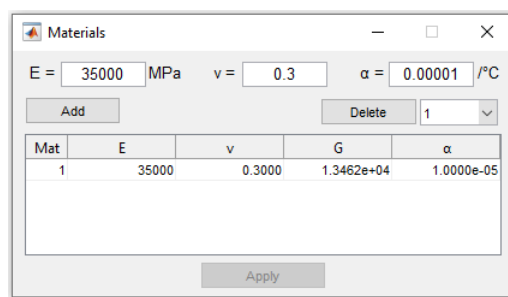 Materials
E = 35000 MPa v = 0.3 α = 0.00001 /°C
Add Delete 1
Mat E v G α
1 35000 0.3000 1.3462e+04 1.0000e-05
Apply